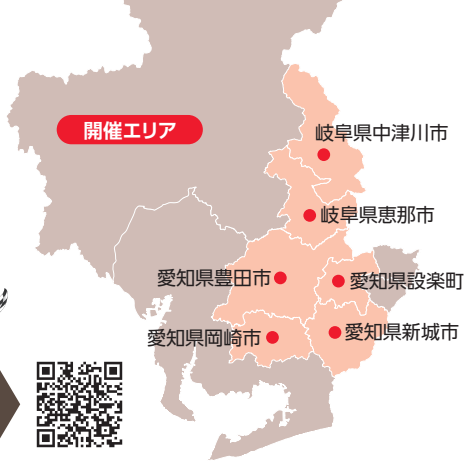 開催エリア
岐阜県中津川市
岐阜県恵那市
愛知県豊田市
愛知県設楽町
愛知県新城市
愛知県岡崎市